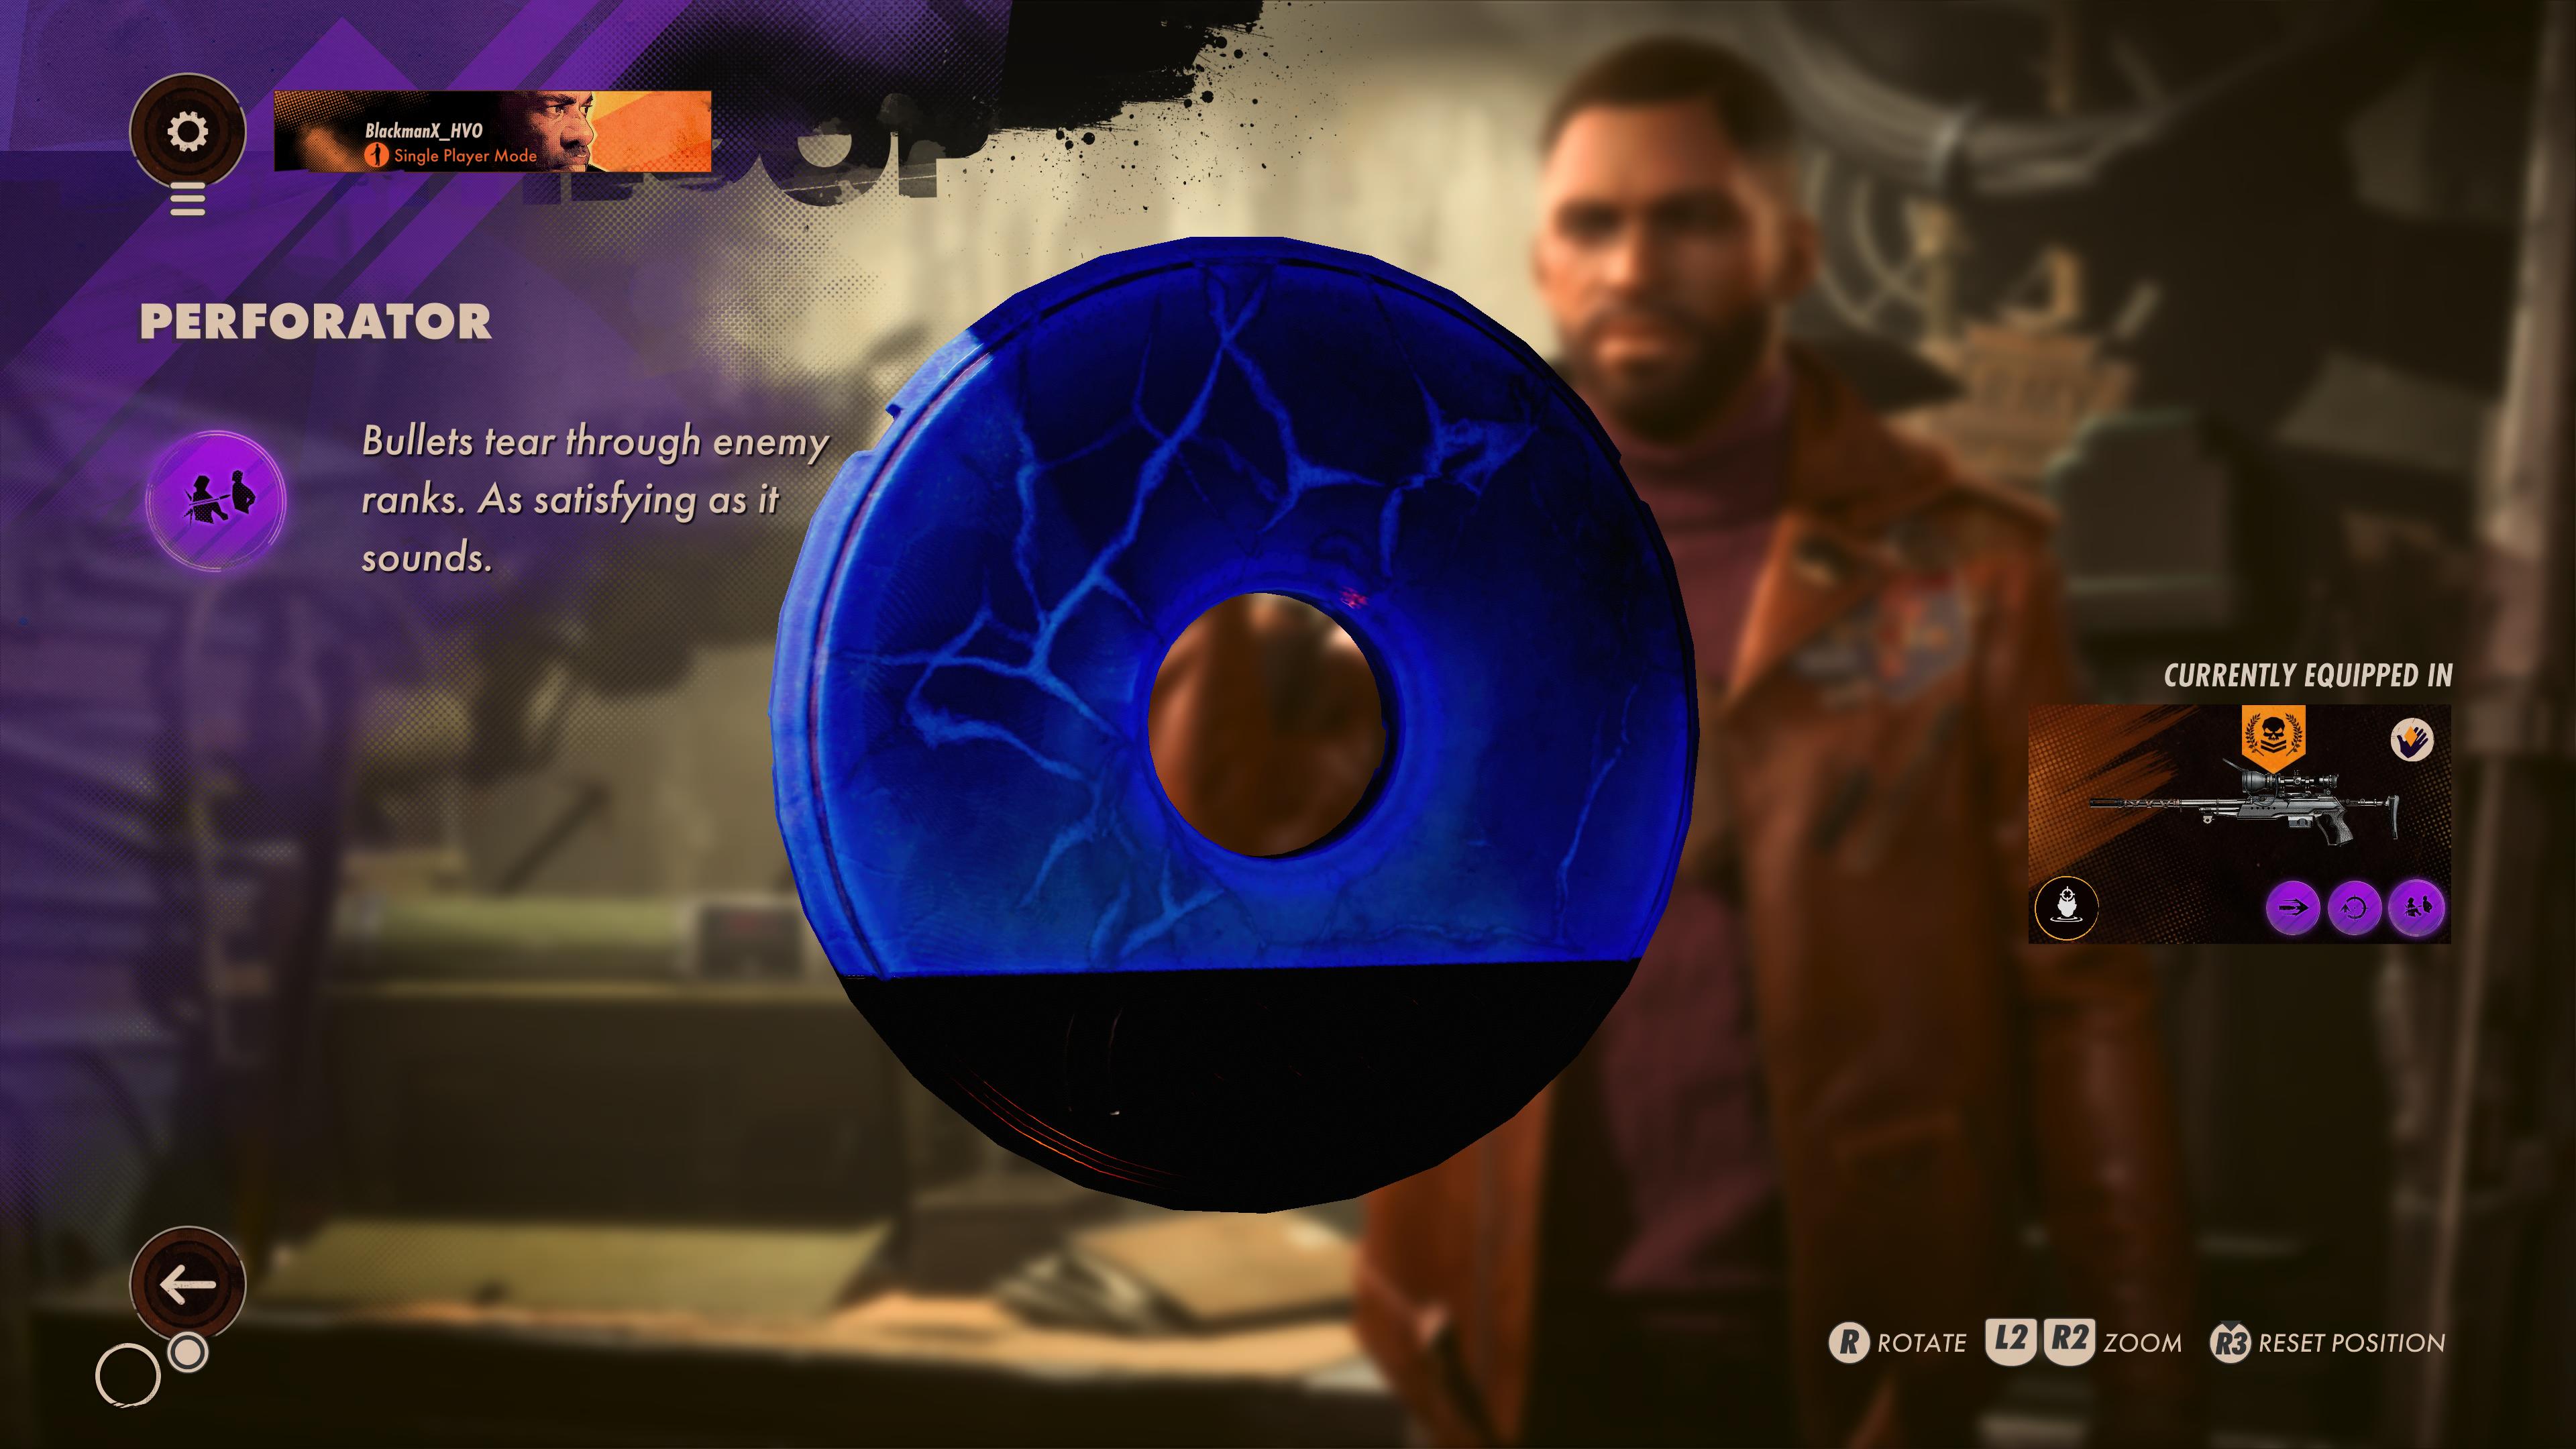 BlackmanX_HVO
Single Player Mode
PERFORATOR
Bullets tear through enemy
ranks. As satisfying as it
sounds.
CURRENTLY EQUIPPED IN
R ROTATE L2 R2 ZOOM R3 RESET POSITION